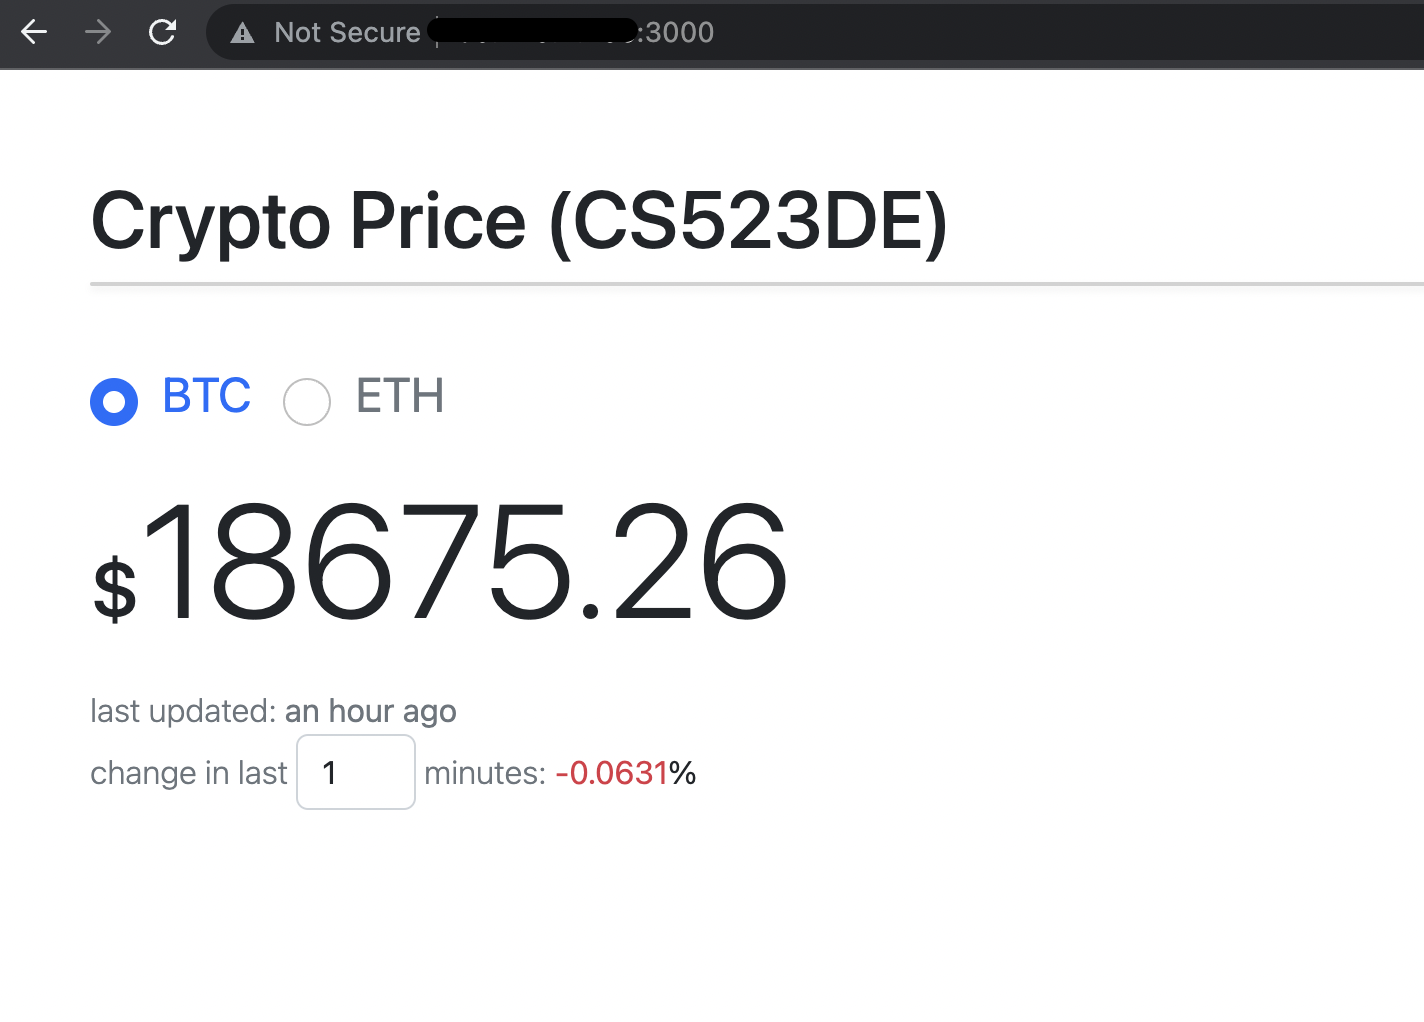 Not Secure :3000
Crypto Price (CS523DE)
BTC ETH
$18675.26
last updated: an hour ago
change in last 1 minutes: -0.0631%